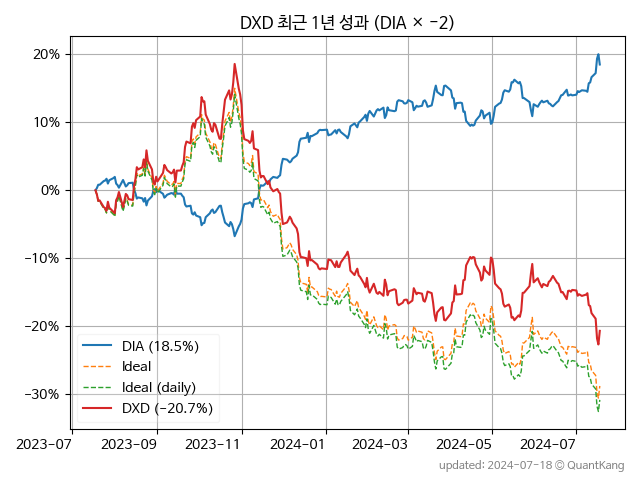 DXD 최근 1년 성과 (DIA × −2)
20%
10%
0%
−10%
−20%
−30%
DIA (18.5%)
Ideal
Ideal (daily)
DXD (−20.7%)
2023-07 2023-09 2023-11 2024-01 2024-03 2024-05 2024-07
updated: 2024-07-18 © QuantKang